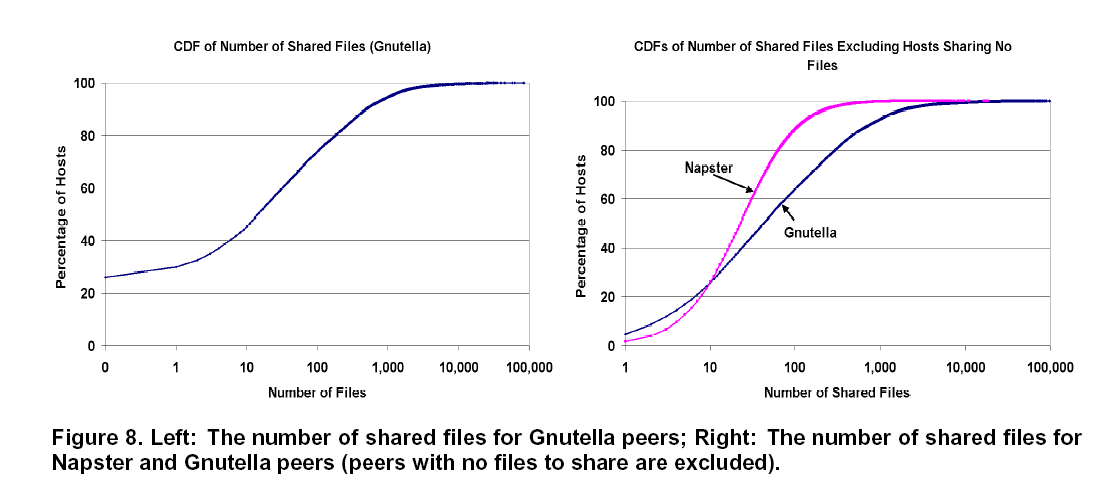 CDF of Number of Shared Files (Gnutella)
100
80
60
40
20
0
Percentage of Hosts
0 1 10 100 1,000 10,000 100,000
Number of Files
CDFs of Number of Shared Files Excluding Hosts Sharing No
Files
100
80
60
40
20
0
Percentage of Hosts
Napster
Gnutella
1 10 100 1,000 10,000 100,000
Number of Shared Files
Figure 8. Left: The number of shared files for Gnutella peers; Right: The number of shared files for
Napster and Gnutella peers (peers with no files to share are excluded).